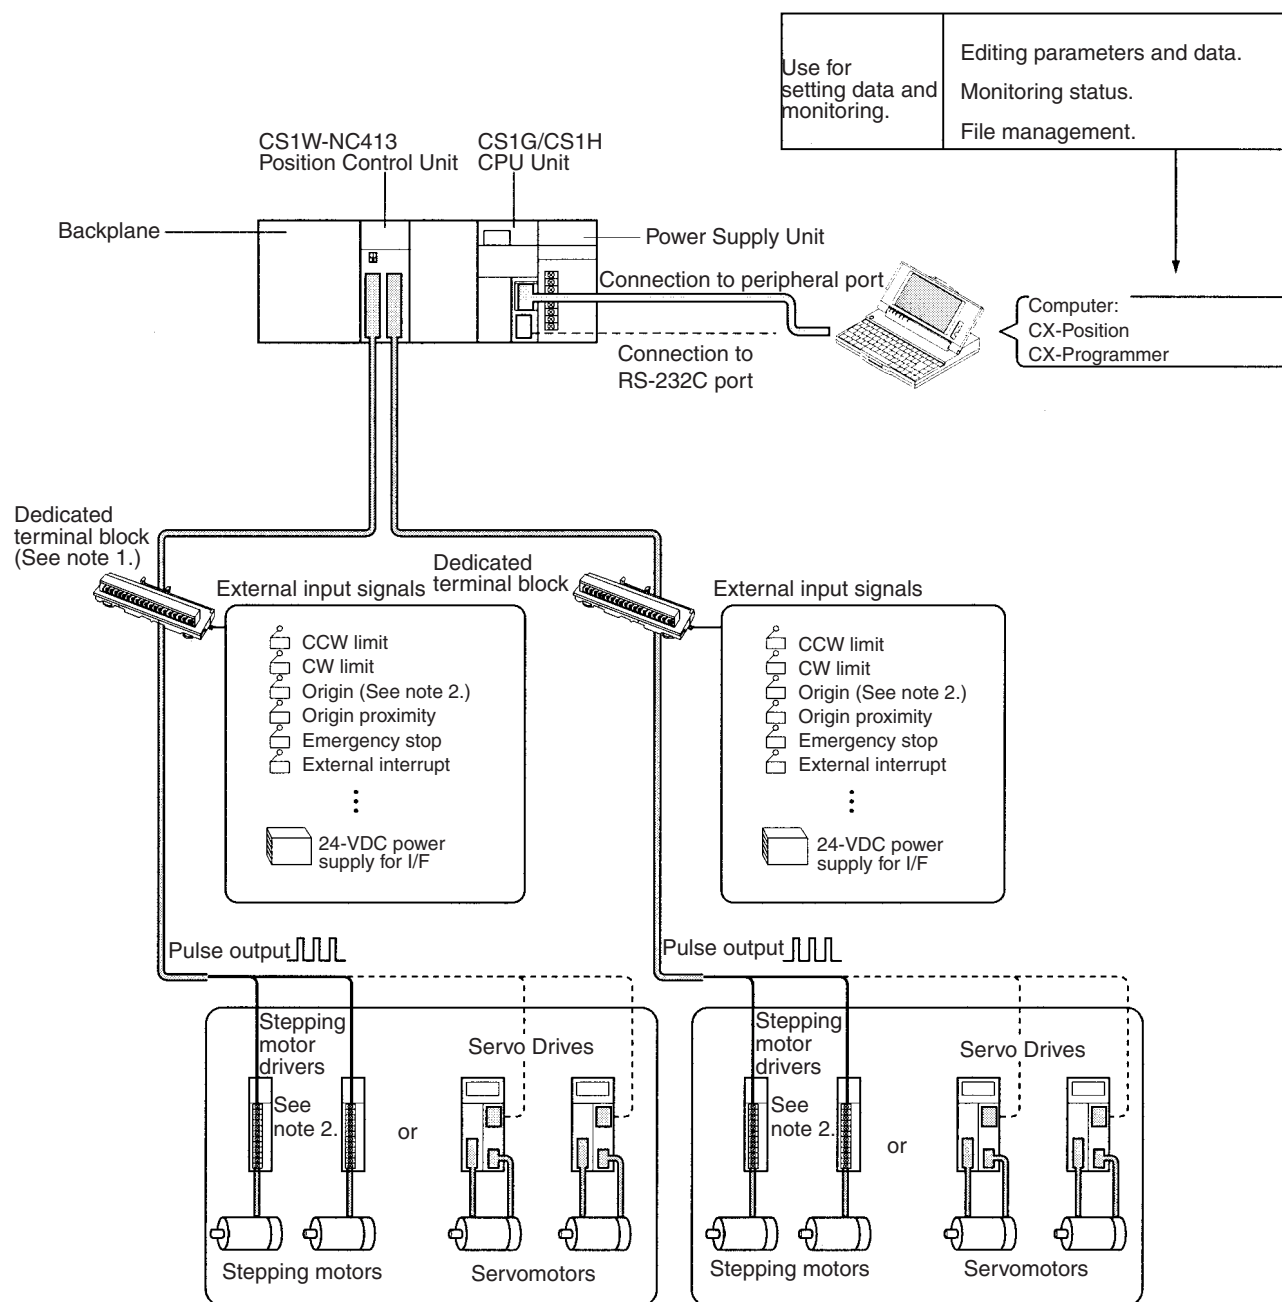 Use for
setting data and
monitoring.
Editing parameters and data.
Monitoring status.
File management.
CS1W-NC413
Position Control Unit
CS1G/CS1H
CPU Unit
Backplane
Power Supply Unit
Connection to peripheral port
Computer:
CX-Position
CX-Programmer
Connection to
RS-232C port
Dedicated
terminal block
(See note 1.)
External input signals
CCW limit
CW limit
Origin (See note 2.)
Origin proximity
Emergency stop
External interrupt
24-VDC power
supply for I/F
Dedicated
terminal block
External input signals
CCW limit
CW limit
Origin (See note 2.)
Origin proximity
Emergency stop
External interrupt
24-VDC power
supply for I/F
Pulse output
Stepping
motor
drivers
See
note 2.
or
Servo Drives
Stepping motors
Servomotors
Pulse output
Stepping
motor
drivers
See
note 2.
or
Servo Drives
Stepping motors
Servomotors